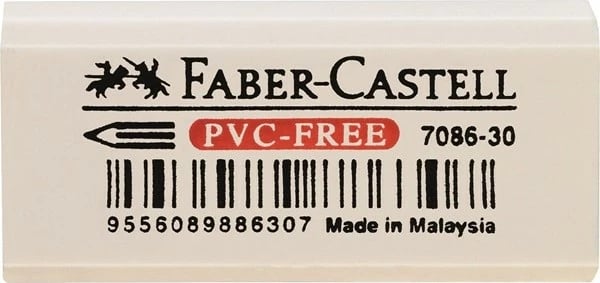 FABER-CASTELL
PVC-FREE 7086-30
9556089886307 Made in Malaysia